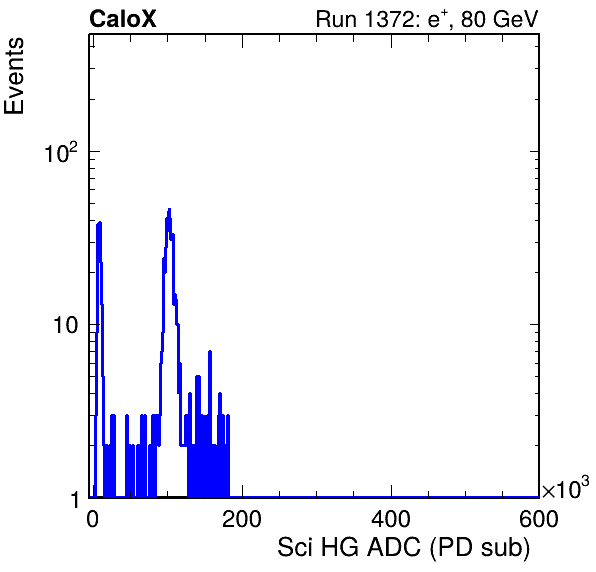 CaloX Run 1372: e⁺, 80 GeV
Events
10²
10
1
0 200 400 600
×10³
Sci HG ADC (PD sub)